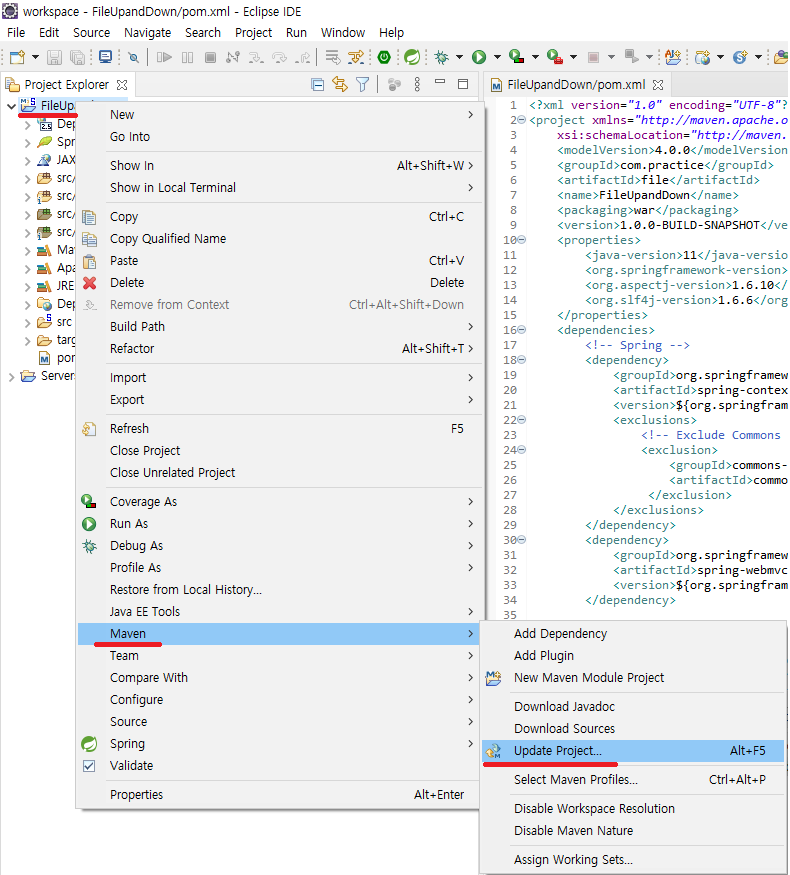 workspace - FileUpandDown/pom.xml - Eclipse IDE
File Edit Source Navigate Search Project Run Window Help
Project Explorer
FileUpandDown/pom.xml
FileUp
Dep
Spr
JAX
src/
src/
src/
src/
Ma
Apa
JRE
Dep
src
targ
pon
Servers
New
Go Into
Show In Alt+Shift+W
Show in Local Terminal
Copy Ctrl+C
Copy Qualified Name
Paste Ctrl+V
Delete Delete
Remove from Context Ctrl+Alt+Shift+Down
Build Path
Refactor Alt+Shift+T
Import
Export
Refresh F5
Close Project
Close Unrelated Project
Coverage As
Run As
Debug As
Profile As
Restore from Local History...
Java EE Tools
Maven
Team
Compare With
Configure
Source
Spring
Validate
Properties Alt+Enter
1 <?xml version="1.0" encoding="UTF-8"?
2 <project xmlns="http://maven.apache.o
3 xsi:schemaLocation="http://maven.
4 <modelVersion>4.0.0</modelVersion
5 <groupId>com.practice</groupId>
6 <artifactId>file</artifactId>
7 <name>FileUpandDown</name>
8 <packaging>war</packaging>
9 <version>1.0.0-BUILD-SNAPSHOT</ve
10 <properties>
11 <java-version>11</java-versio
12 <org.springframework-version>
13 <org.aspectj-version>1.6.10</
14 <org.slf4j-version>1.6.6</org
15 </properties>
16 <dependencies>
17 <!-- Spring -->
18 <dependency>
19 <groupId>org.springframew
20 <artifactId>spring-contex
21 <version>${org.springfram
22 <exclusions>
23 <!-- Exclude Commons
24 <exclusion>
25 <groupId>commons-
26 <artifactId>commo
27 </exclusion>
28 </exclusions>
29 </dependency>
30 <dependency>
31 <groupId>org.springframew
32 <artifactId>spring-webmvc
33 <version>${org.springfram
34 </dependency>
35
Add Dependency
Add Plugin
New Maven Module Project
Download Javadoc
Download Sources
Update Project... Alt+F5
Select Maven Profiles... Ctrl+Alt+P
Disable Workspace Resolution
Disable Maven Nature
Assign Working Sets...